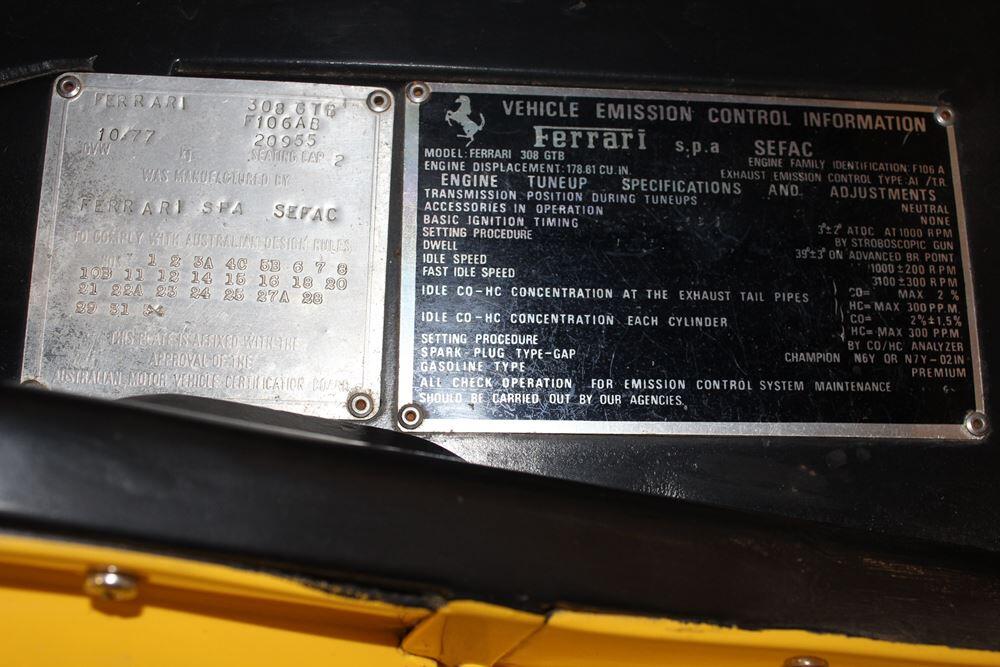 FERRARI 308 GTB
F106AB
10/77 20955
GVW KG SEATING CAP 2
WAS MANUFACTURED BY
FERRARI SPA SEFAC
TO COMPLY WITH AUSTRALIAN DESIGN RULES
1 2 3A 4C 5B 6 7 8
10B 11 12 14 15 16 18 20
21 22A 23 24 25 27A 28
29 31 34
THIS PLATE IS AFFIXED WITH THE
APPROVAL OF THE
AUSTRALIAN MOTOR VEHICLE CERTIFICATION BOARD
VEHICLE EMISSION CONTROL INFORMATION
Ferrari s.p.a SEFAC
MODEL: FERRARI 308 GTB ENGINE FAMILY IDENTIFICATION: F106 A
ENGINE DISPLACEMENT: 178.81 CU. IN. EXHAUST EMISSION CONTROL TYPE: AI /T.R.
ENGINE TUNEUP SPECIFICATIONS AND ADJUSTMENTS
TRANSMISSION POSITION DURING TUNEUPS NEUTRAL
ACCESSORIES IN OPERATION NONE
BASIC IGNITION TIMING 3°±2° ATDC AT 1000 RPM
SETTING PROCEDURE BY STROBOSCOPIC GUN
DWELL 39°±3° ON ADVANCED BR POINT
IDLE SPEED 1000 ±200 RPM
FAST IDLE SPEED 3100 ±300 RPM
IDLE CO-HC CONCENTRATION AT THE EXHAUST TAIL PIPES CO= MAX 2 %
HC= MAX 300 P.P.M.
IDLE CO-HC CONCENTRATION EACH CYLINDER CO= 2%±1.5%
HC= MAX 300 PPM
SETTING PROCEDURE BY CO/HC ANALYZER
SPARK PLUG TYPE-GAP CHAMPION N6Y OR N7Y-02IN
GASOLINE TYPE PREMIUM
ALL CHECK OPERATION FOR EMISSION CONTROL SYSTEM MAINTENANCE
SHOULD BE CARRIED OUT BY OUR AGENCIES.